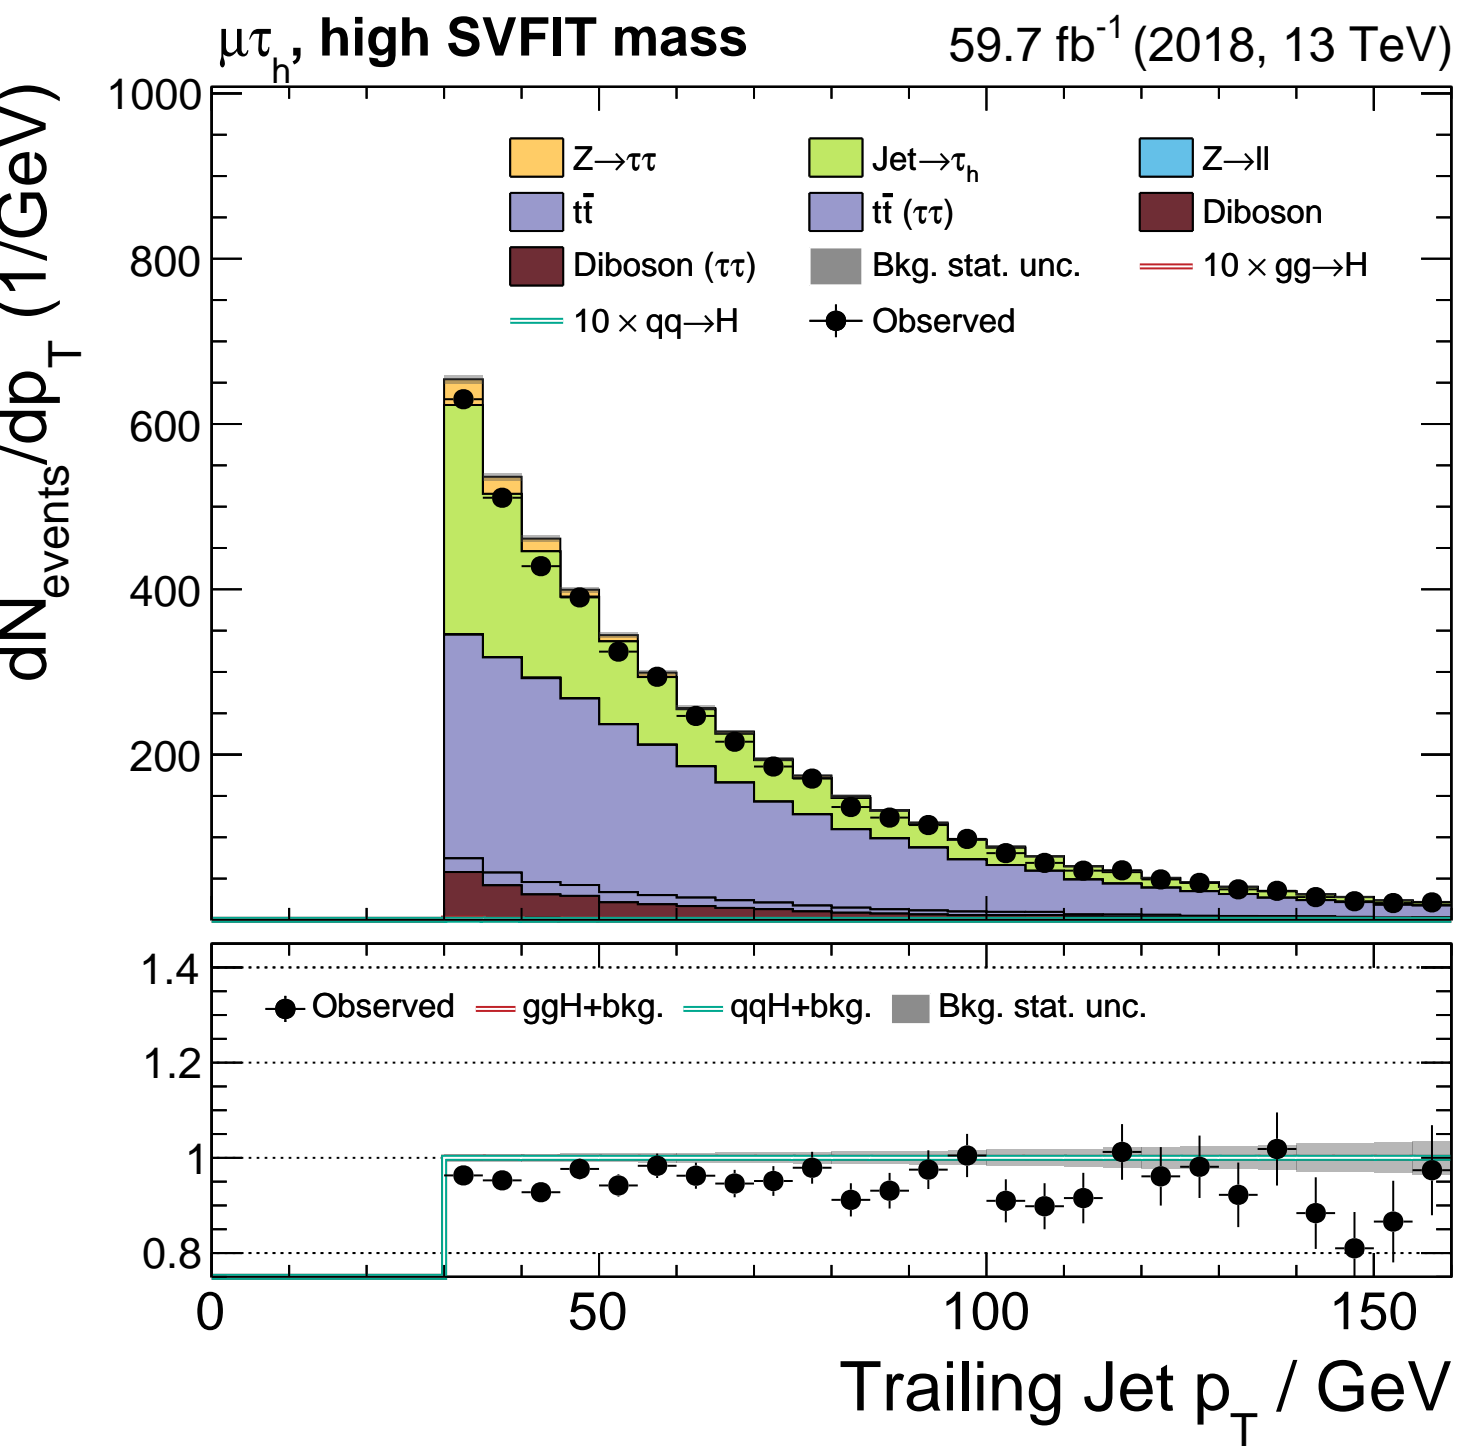 μτh, high SVFIT mass
59.7 fb-1 (2018, 13 TeV)
dNevents/dpT (1/GeV)
1000
800
600
400
200
Z→ττ
Jet→τh
Z→ll
tt̄
tt̄ (ττ)
Diboson
Diboson (ττ)
Bkg. stat. unc.
10 × gg→H
10 × qq→H
Observed
1.4
1.2
1
0.8
Observed
ggH+bkg.
qqH+bkg.
Bkg. stat. unc.
0
50
100
150
Trailing Jet pT / GeV